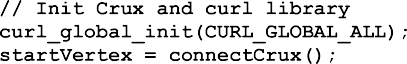 // Init Crux and curl library
curl_global_init(CURL_GLOBAL_ALL);
startVertex = connectCrux();